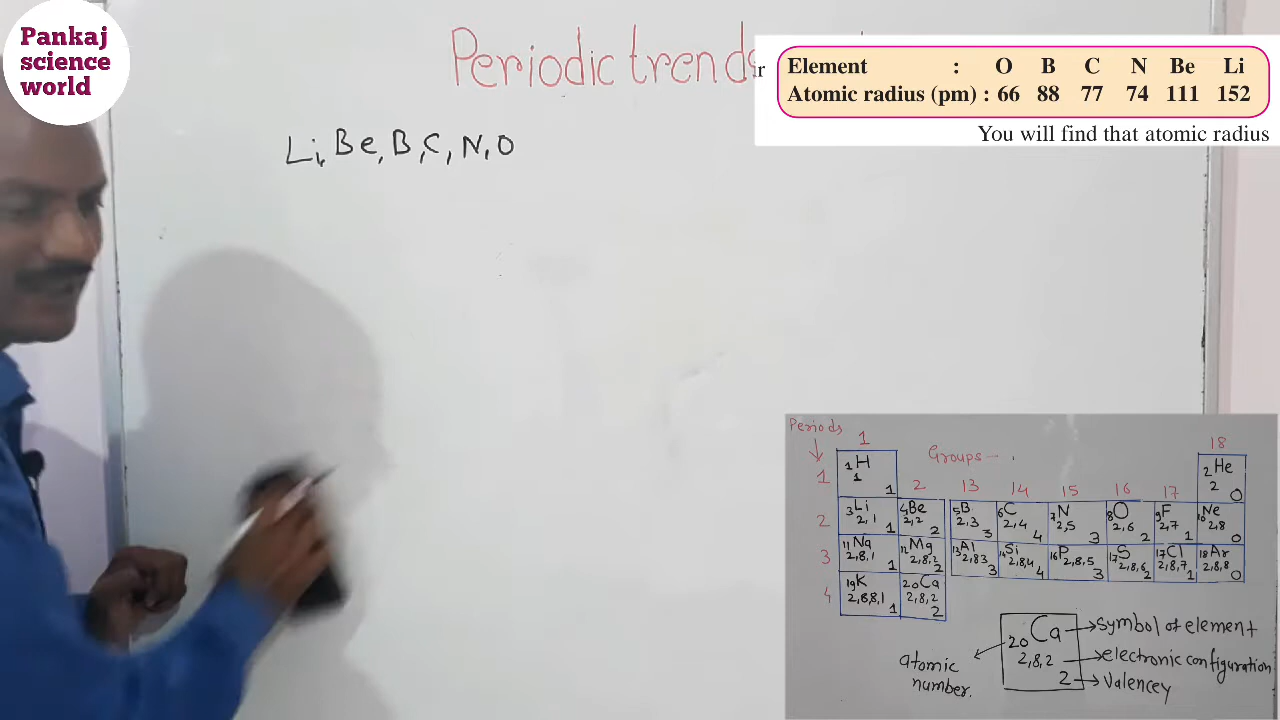 Pankaj
science
world
Periodic trends
Element : O B C N Be Li
Atomic radius (pm) : 66 88 77 74 111 152
You will find that atomic radius
Li, Be, B, C, N, O
Periods
1
18
Groups -
1
1H
1
1
2He
2
0
2
13
14
15
16
17
2
3Li
2,1
1
4Be
2,2
2
5B
2,3
3
6C
2,4
4
7N
2,5
3
8O
2,6
2
9F
2,7
1
10Ne
2,8
0
3
11Na
2,8,1
1
12Mg
2,8,2
2
13Al
2,83
3
14Si
2,8,4
4
16P
2,8,5
3
17S
2,8,6
2
17Cl
2,8,7
1
18Ar
2,8,8
0
4
19K
2,8,8,1
1
20Ca
2,8,2
2
20Ca
2,8,2
2
symbol of element
electronic configuration
Valencey
atomic
number.